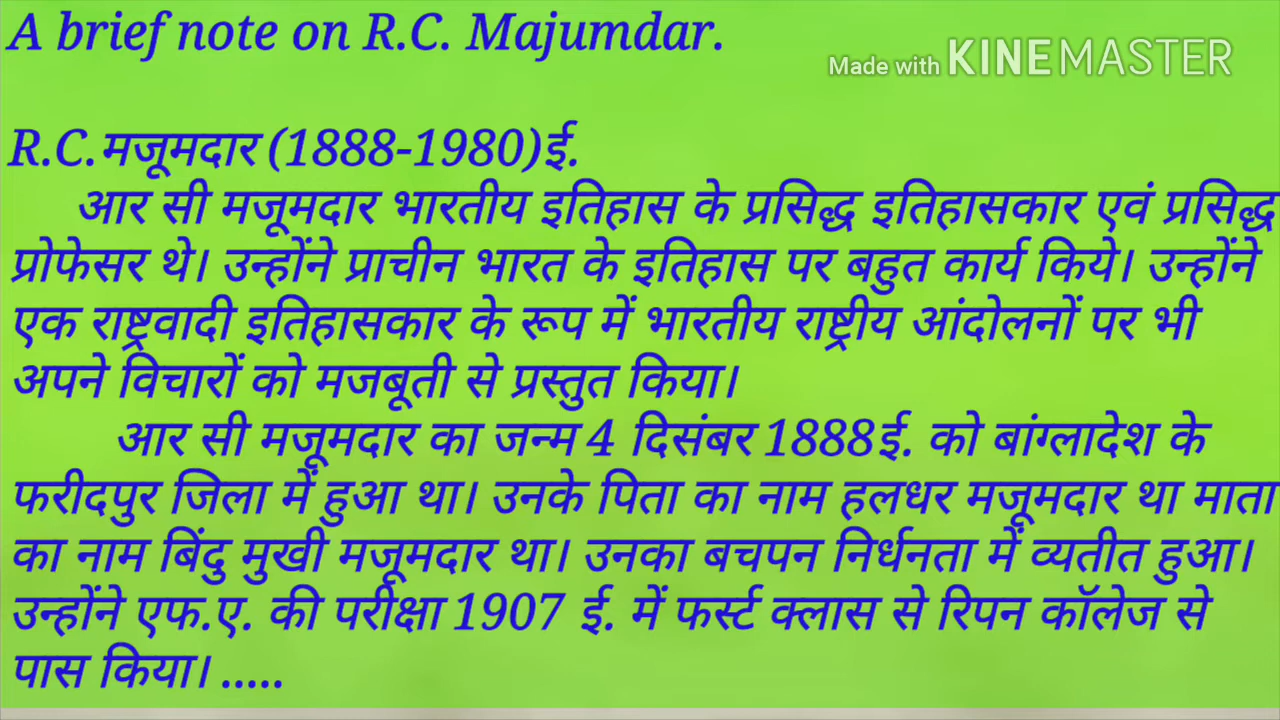 A brief note on R.C. Majumdar.
Made with KINEMASTER
R.C.मजूमदार (1888-1980)ई.
आर सी मजूमदार भारतीय इतिहास के प्रसिद्ध इतिहासकार एवं प्रसिद्ध
प्रोफेसर थे। उन्होंने प्राचीन भारत के इतिहास पर बहुत कार्य किये। उन्होंने
एक राष्ट्रवादी इतिहासकार के रूप में भारतीय राष्ट्रीय आंदोलनों पर भी
अपने विचारों को मजबूती से प्रस्तुत किया।
आर सी मजूमदार का जन्म 4 दिसंबर 1888ई. को बांग्लादेश के
फरीदपुर जिला में हुआ था। उनके पिता का नाम हलधर मजूमदार था माता
का नाम बिंदु मुखी मजूमदार था। उनका बचपन निर्धनता में व्यतीत हुआ।
उन्होंने एफ.ए. की परीक्षा 1907 ई. में फर्स्ट क्लास से रिपन कॉलेज से
पास किया। .....